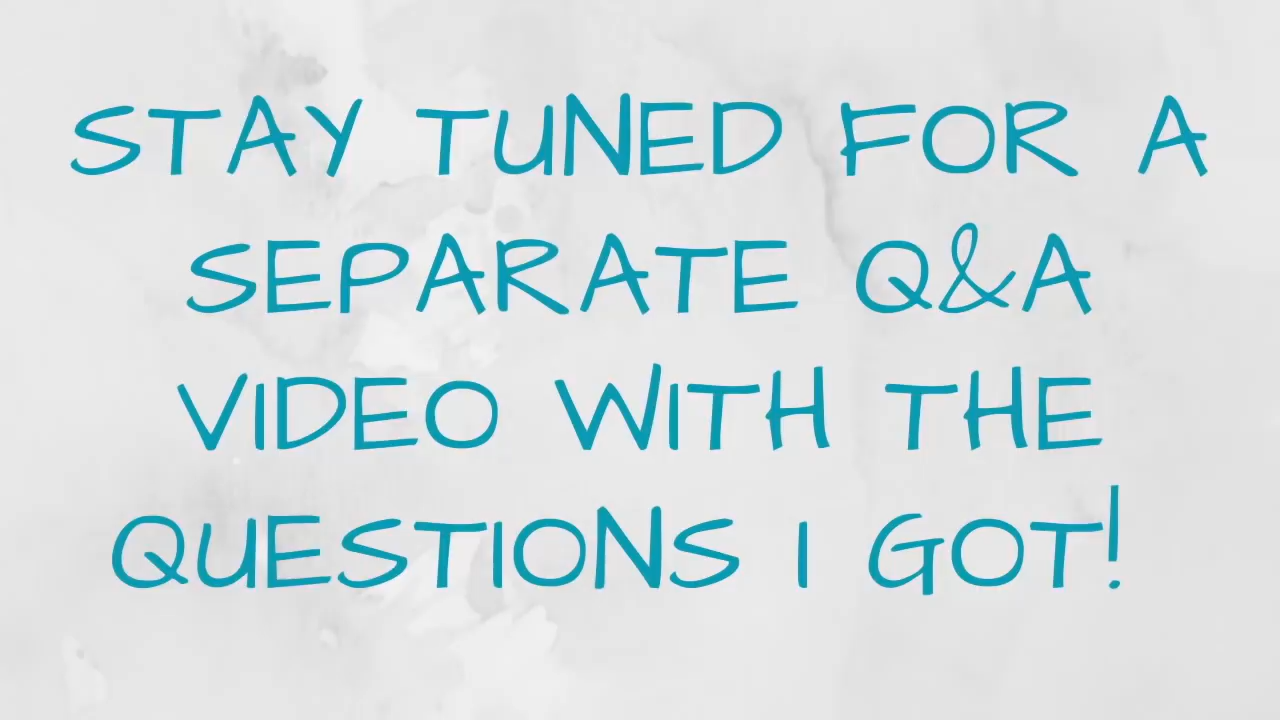 STAY TUNED FOR A
SEPARATE Q&A
VIDEO WITH THE
QUESTIONS I GOT!